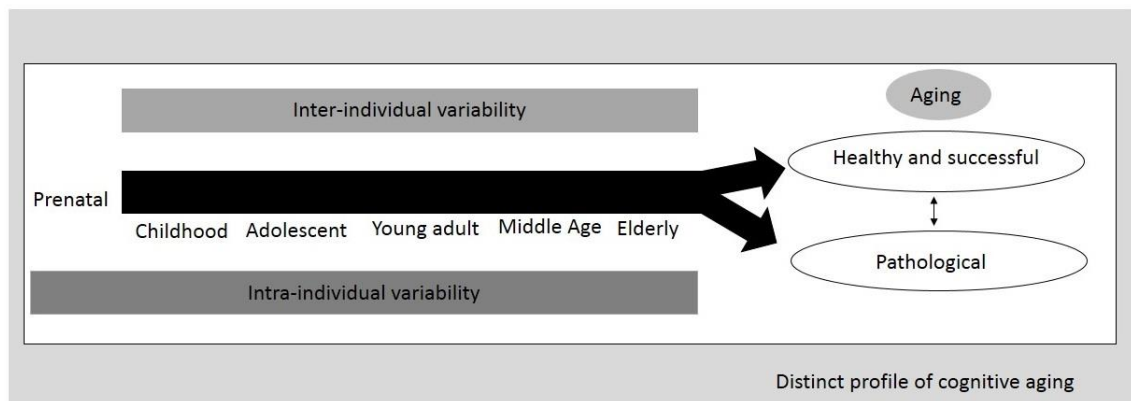 Inter-individual variability
Aging
Healthy and successful
Prenatal
Childhood Adolescent Young adult Middle Age Elderly
Pathological
Intra-individual variability
Distinct profile of cognitive aging